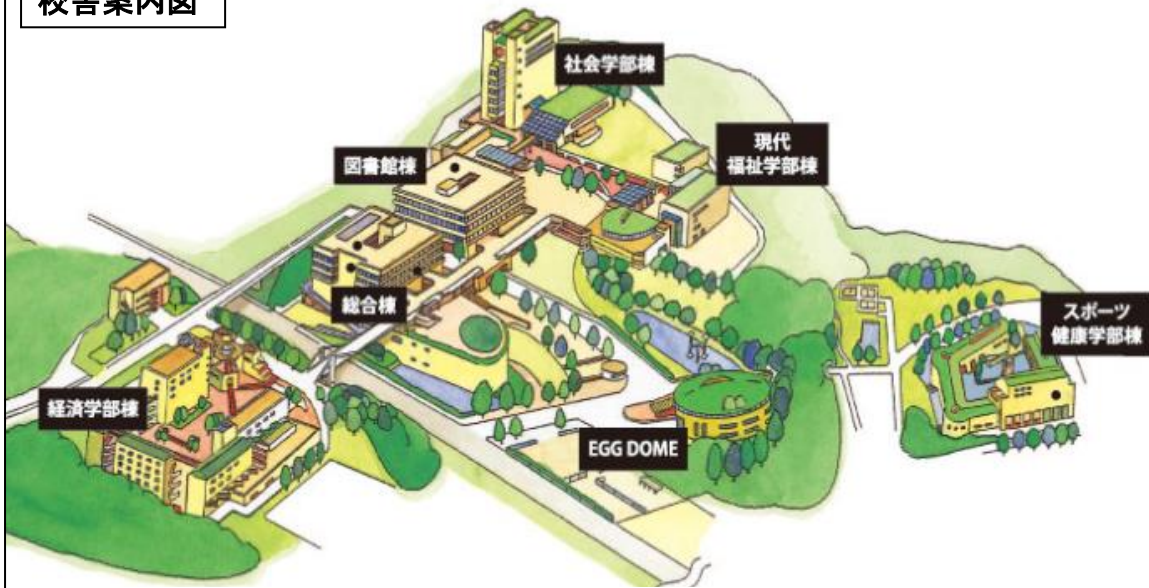 校舎案内図
社会学部棟
現代
福祉学部棟
図書館棟
総合棟
スポーツ
健康学部棟
経済学部棟
EGG DOME